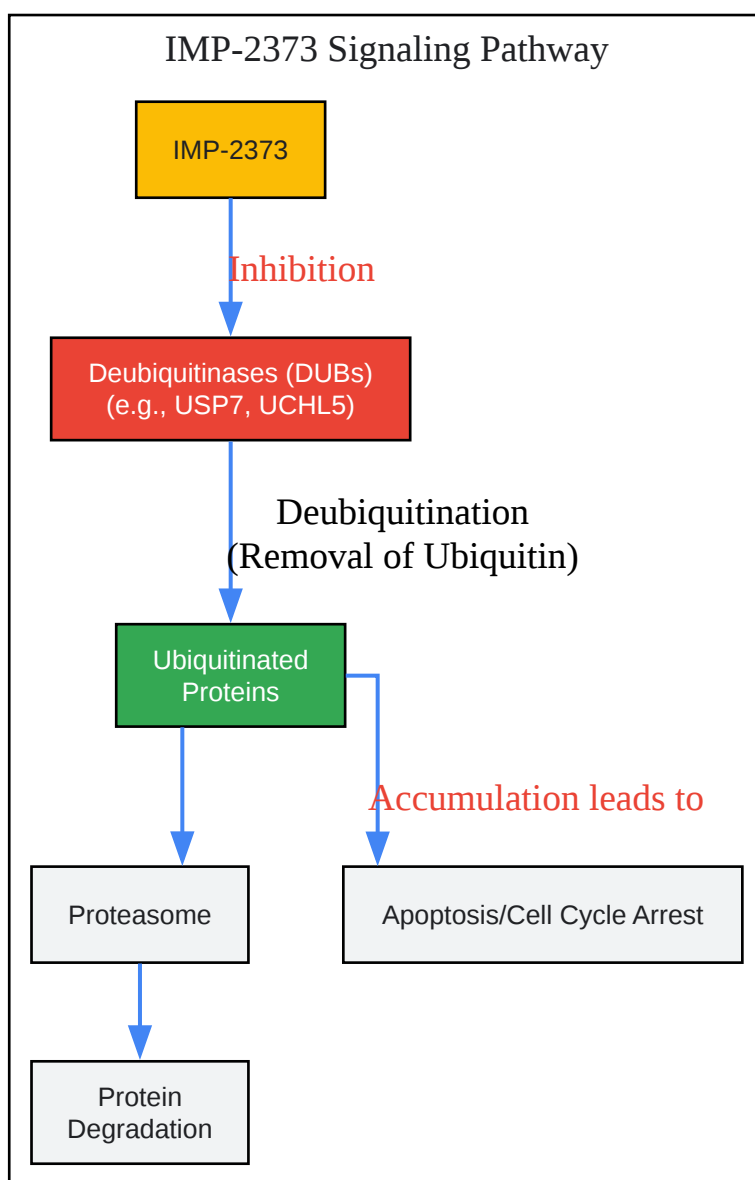 IMP-2373 Signaling Pathway
IMP-2373
Inhibition
Deubiquitinases (DUBs)
(e.g., USP7, UCHL5)
Deubiquitination
(Removal of Ubiquitin)
Ubiquitinated
Proteins
Accumulation leads to
Proteasome
Apoptosis/Cell Cycle Arrest
Protein
Degradation